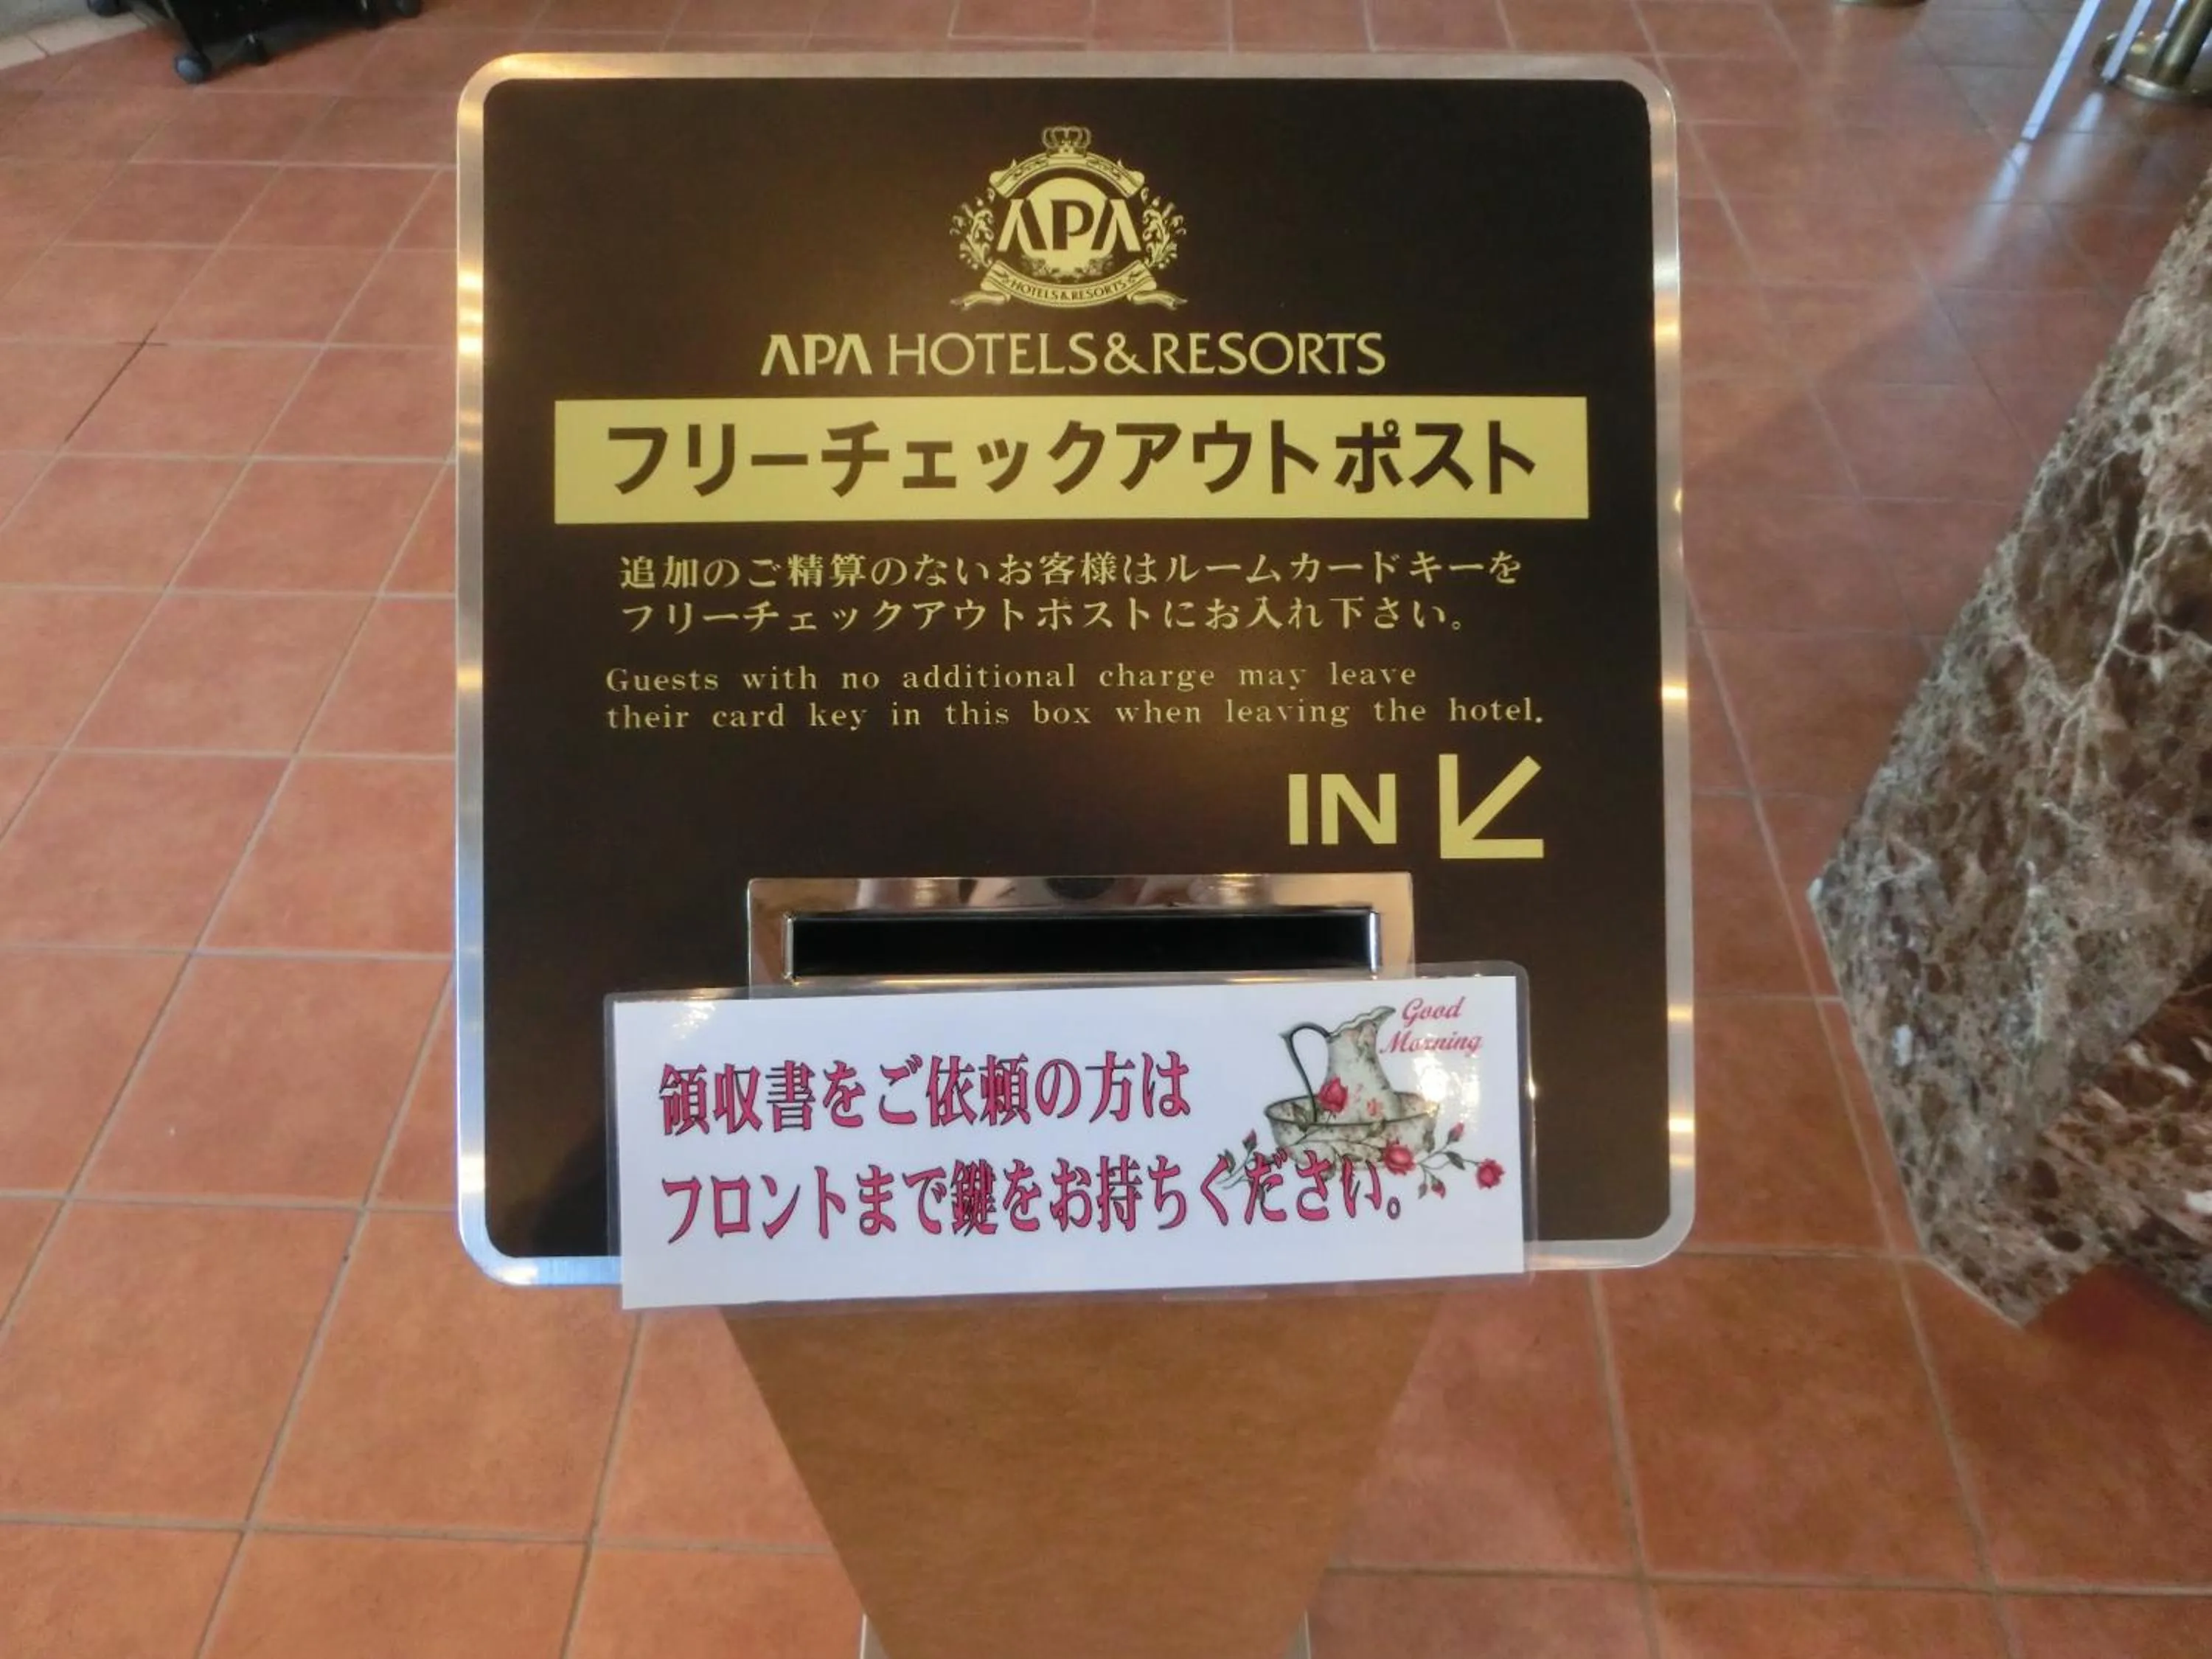 APA
HOTELS&RESORTS
APA HOTELS&RESORTS
フリーチェックアウトポスト
追加のご精算のないお客様はルームカードキーを
フリーチェックアウトポストにお入れ下さい。
Guests with no additional charge may leave
their card key in this box when leaving the hotel.
IN
Good
Morning
領収書をご依頼の方は
フロントまで鍵をお持ちください。